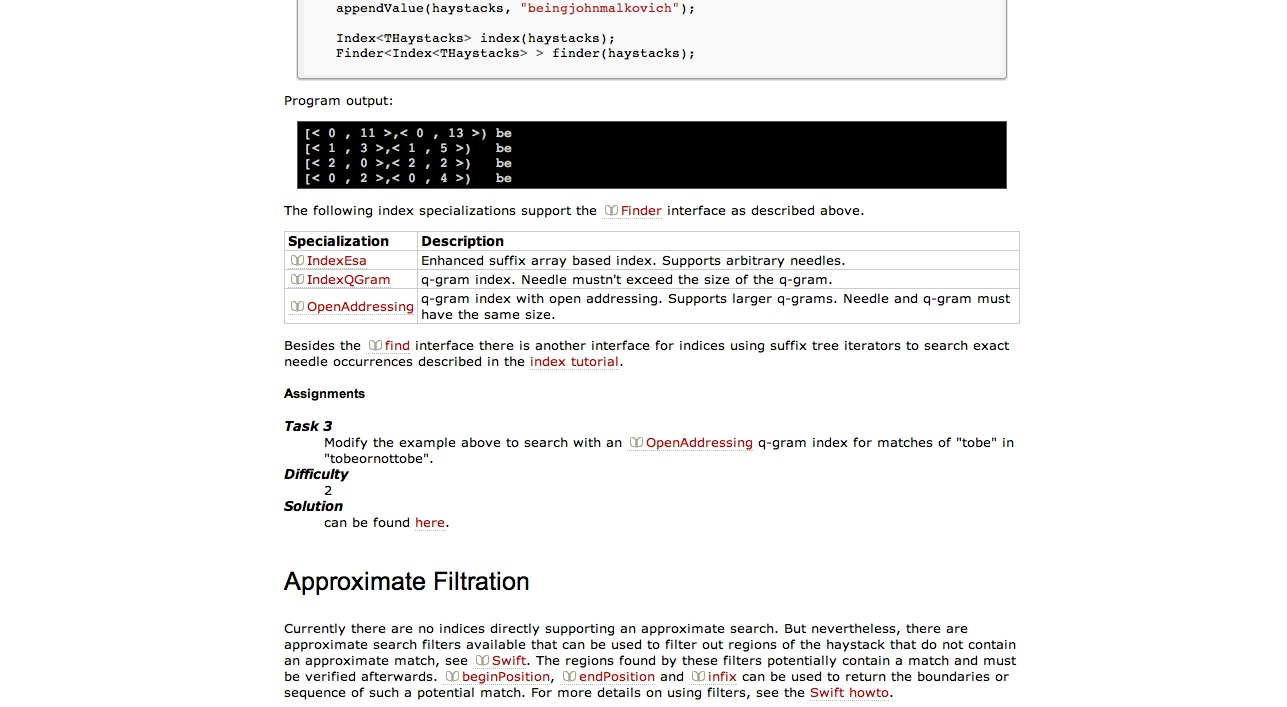 appendValue(haystacks, "beingjohnmalkovich");
Index<THaystacks> index(haystacks);
Finder<Index<THaystacks> > finder(haystacks);
Program output:
[< 0 , 11 >,< 0 , 13 >) be
[< 1 , 3 >,< 1 , 5 >)   be
[< 2 , 0 >,< 2 , 2 >)   be
[< 0 , 2 >,< 0 , 4 >)   be
The following index specializations support the Finder interface as described above.
Specialization Description
IndexEsa Enhanced suffix array based index. Supports arbitrary needles.
IndexQGram q-gram index. Needle mustn't exceed the size of the q-gram.
OpenAddressing q-gram index with open addressing. Supports larger q-grams. Needle and q-gram must
have the same size.
Besides the find interface there is another interface for indices using suffix tree iterators to search exact
needle occurrences described in the index tutorial.
Assignments
Task 3
Modify the example above to search with an OpenAddressing q-gram index for matches of "tobe" in
"tobeornottobe".
Difficulty
2
Solution
can be found here.
Approximate Filtration
Currently there are no indices directly supporting an approximate search. But nevertheless, there are
approximate search filters available that can be used to filter out regions of the haystack that do not contain
an approximate match, see Swift. The regions found by these filters potentially contain a match and must
be verified afterwards. beginPosition, endPosition and infix can be used to return the boundaries or
sequence of such a potential match. For more details on using filters, see the Swift howto.